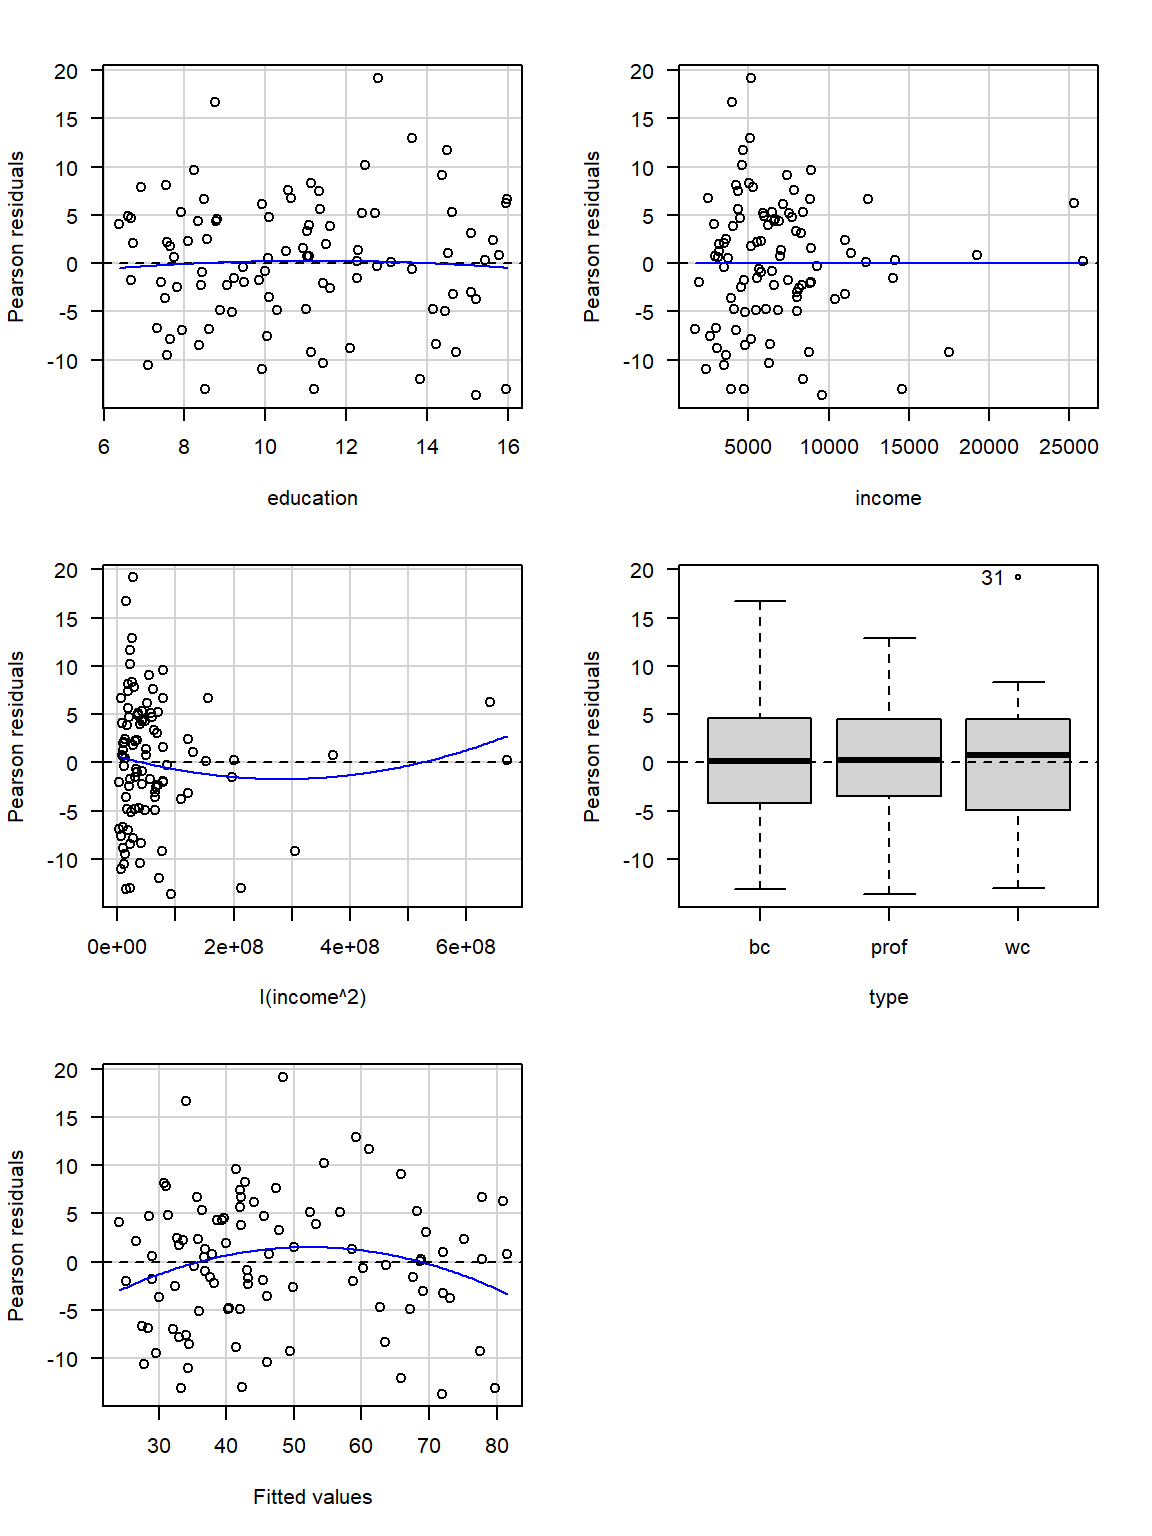 Pearson residuals
20
15
10
5
0
-5
-10
6 8 10 12 14 16
education
Pearson residuals
20
15
10
5
0
-5
-10
5000 10000 15000 20000 25000
income
Pearson residuals
20
15
10
5
0
-5
-10
0e+00 2e+08 4e+08 6e+08
I(income^2)
Pearson residuals
20
15
10
5
0
-5
-10
31
bc prof wc
type
Pearson residuals
20
15
10
5
0
-5
-10
30 40 50 60 70 80
Fitted values